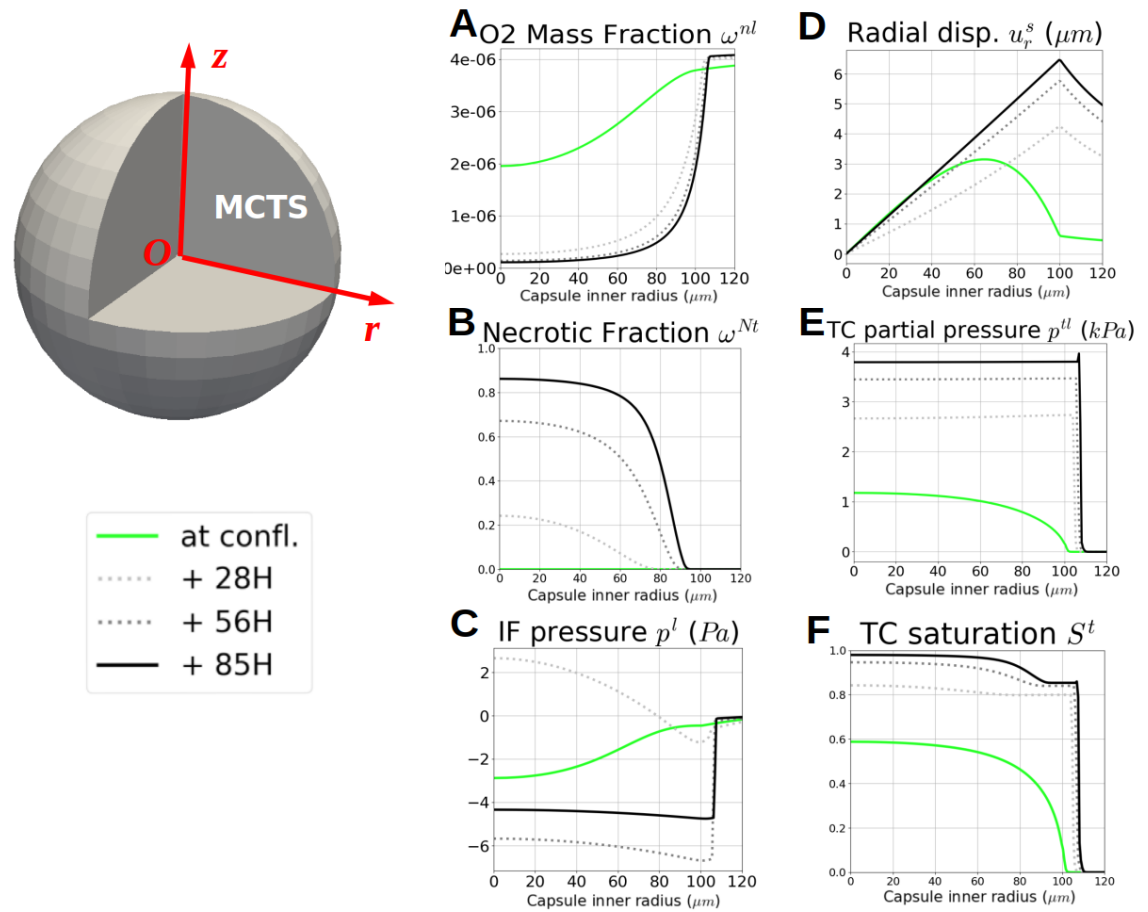 z
MCTS
O
r
at confl.
+ 28H
+ 56H
+ 85H
A
O2 Mass Fraction ω^{nl}
4e-06
3e-06
2e-06
1e-06
0e+00
0 20 40 60 80 100 120
Capsule inner radius (μm)
B
Necrotic Fraction ω^{Nt}
1.0
0.8
0.6
0.4
0.2
0.0
0 20 40 60 80 100 120
Capsule inner radius (μm)
C
IF pressure p^l (Pa)
2
0
−2
−4
−6
0 20 40 60 80 100 120
Capsule inner radius (μm)
D
Radial disp. u_r^s (μm)
6
5
4
3
2
1
0
0 20 40 60 80 100 120
Capsule inner radius (μm)
E
TC partial pressure p^{tl} (kPa)
4
3
2
1
0
0 20 40 60 80 100 120
Capsule inner radius (μm)
F
TC saturation S^t
1.0
0.8
0.6
0.4
0.2
0.0
0 20 40 60 80 100 120
Capsule inner radius (μm)